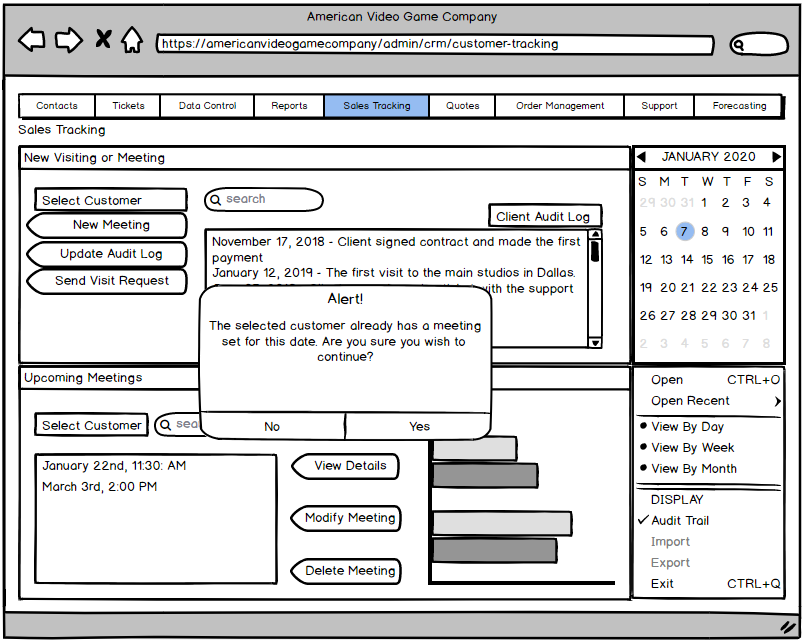 American Video Game Company
https://americanvideogamecompany/admin/crm/customer-tracking
Contacts Tickets Data Control Reports Sales Tracking Quotes Order Management Support Forecasting
Sales Tracking
New Visiting or Meeting
Select Customer
search
New Meeting
Update Audit Log
Send Visit Request
Client Audit Log
November 17, 2018 - Client signed contract and made the first
payment
January 12, 2019 - The first visit to the main studios in Dallas.
with the support
Alert!
The selected customer already has a meeting
set for this date. Are you sure you wish to
continue?
No Yes
JANUARY 2020
S M T W T F S
29 30 31 1 2 3 4
5 6 7 8 9 10 11
12 13 14 15 16 17 18
19 20 21 22 23 24 25
26 27 28 29 30 31 1
2 3 4 5 6 7 8
Upcoming Meetings
Select Customer
January 22nd, 11:30: AM
March 3rd, 2:00 PM
View Details
Modify Meeting
Delete Meeting
Open CTRL+O
Open Recent
View By Day
View By Week
View By Month
DISPLAY
Audit Trail
Import
Export
Exit CTRL+Q